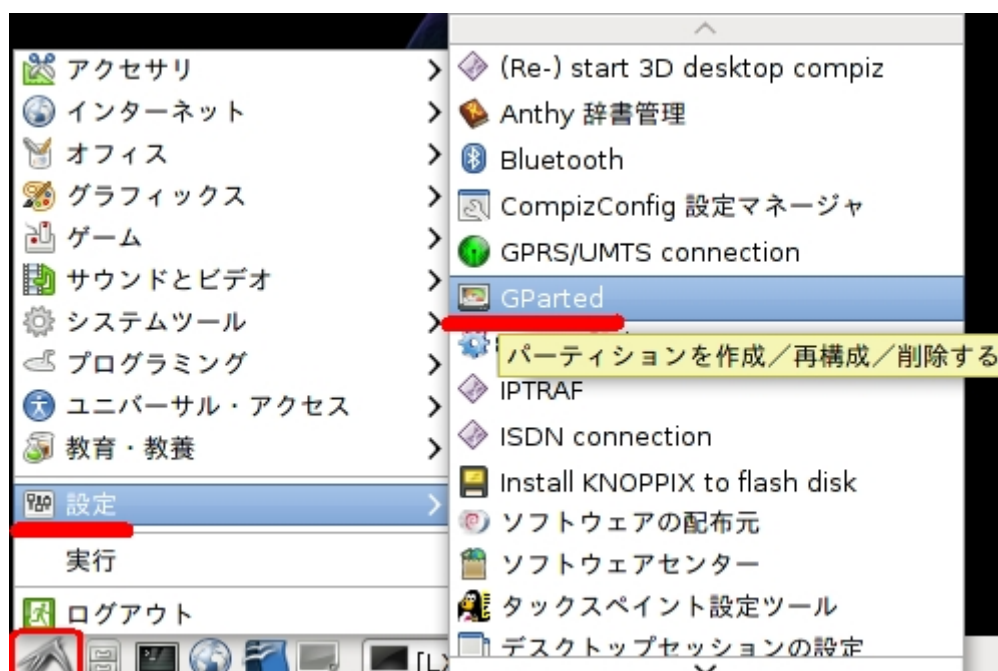 アクセサリ
インターネット
オフィス
グラフィックス
ゲーム
サウンドとビデオ
システムツール
プログラミング
ユニバーサル・アクセス
教育・教養
設定
実行
ログアウト
(Re-) start 3D desktop compiz
Anthy 辞書管理
Bluetooth
CompizConfig 設定マネージャ
GPRS/UMTS connection
GParted
パーティションを作成／再構成／削除する
IPTRAF
ISDN connection
Install KNOPPIX to flash disk
ソフトウェアの配布元
ソフトウェアセンター
タックスペイント設定ツール
デスクトップセッションの設定